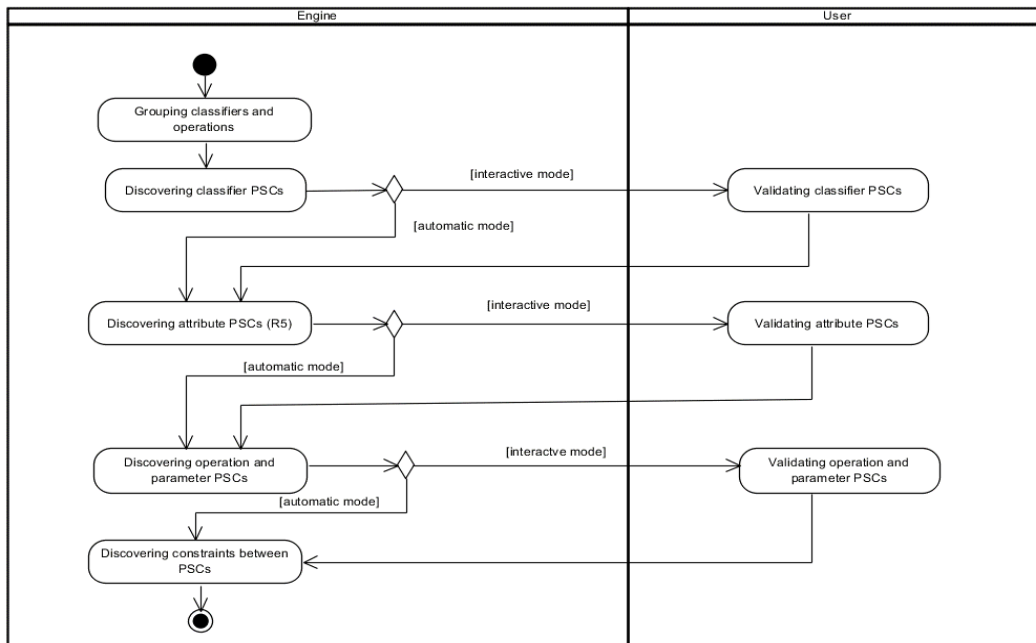 Engine
User
Grouping classifiers and
operations
Discovering classifier PSCs
[interactive mode]
Validating classifier PSCs
[automatic mode]
Discovering attribute PSCs (R5)
[interactive mode]
Validating attribute PSCs
[automatic mode]
Discovering operation and
parameter PSCs
[interactve mode]
Validating operation and
parameter PSCs
[automatic mode]
Discovering constraints between
PSCs